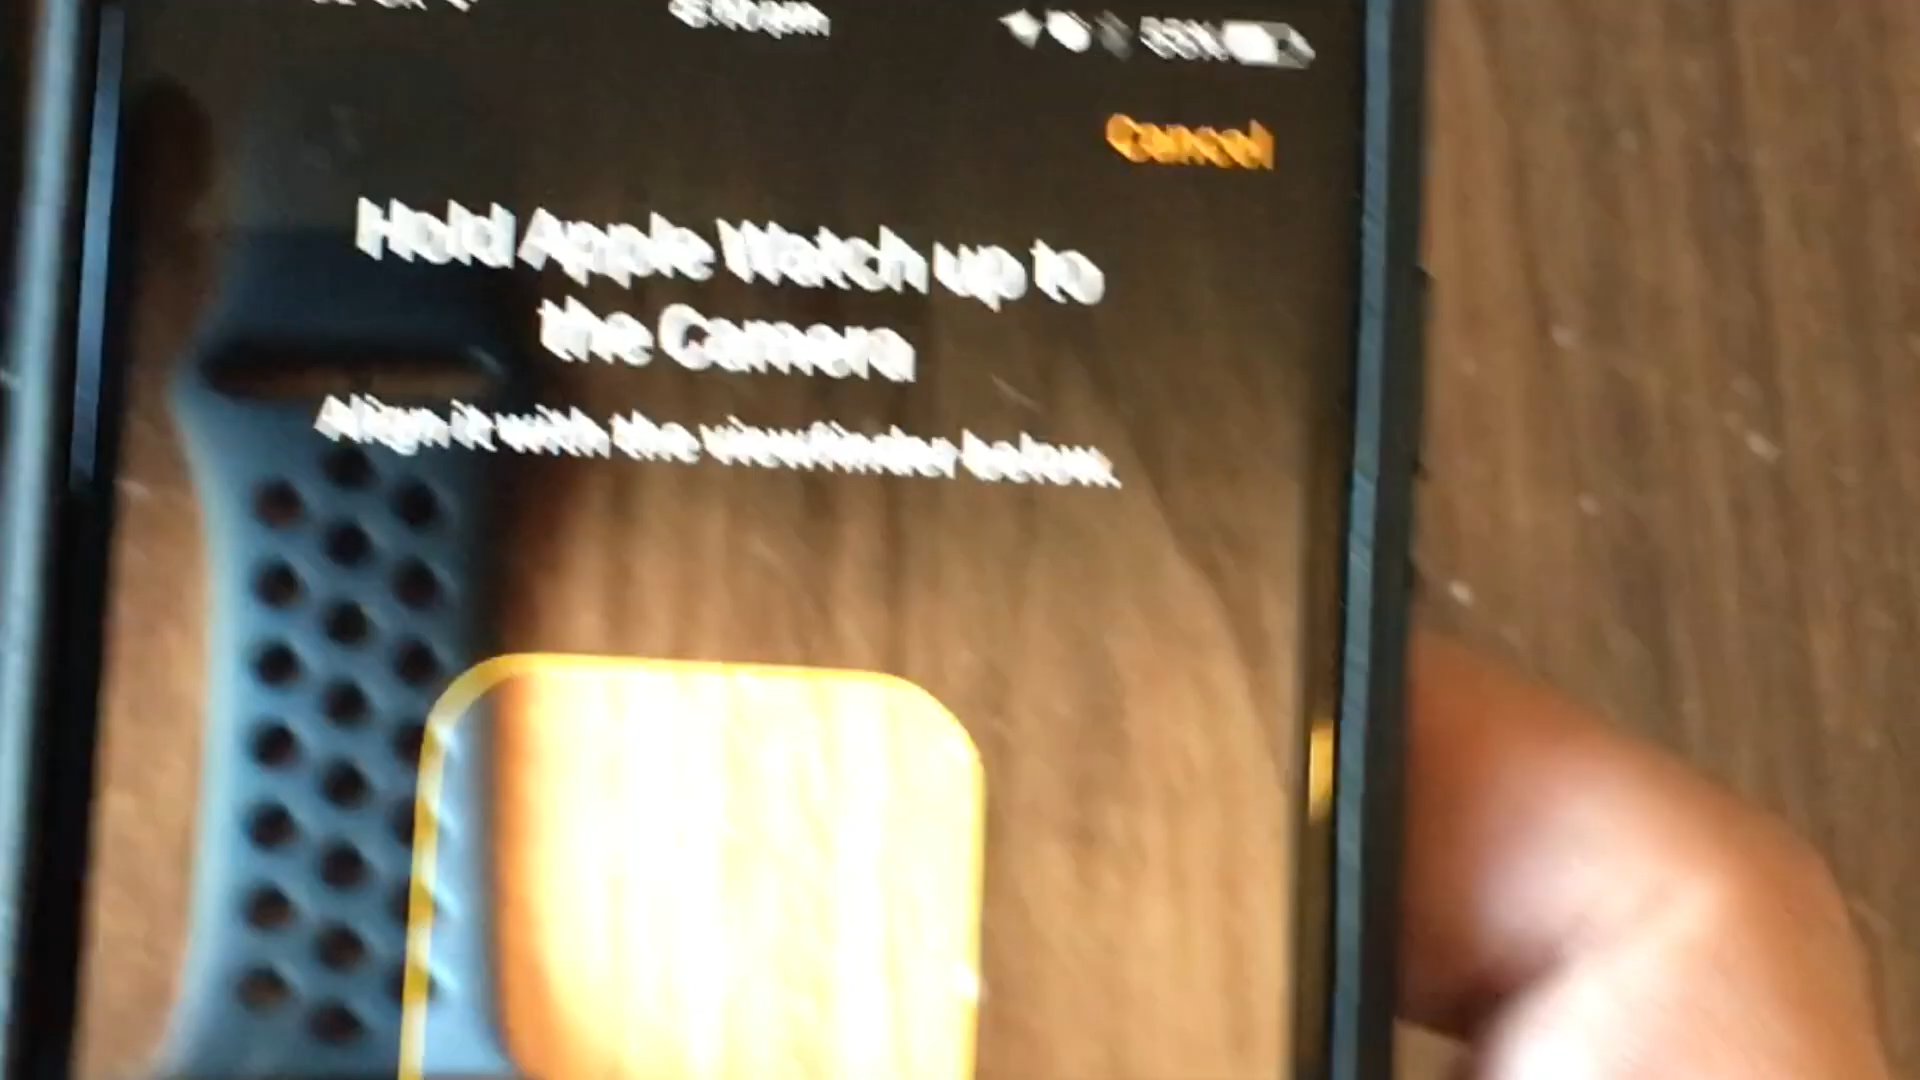 Cancel
Hold Apple Watch up to
the Camera
Align it with the viewfinder below.